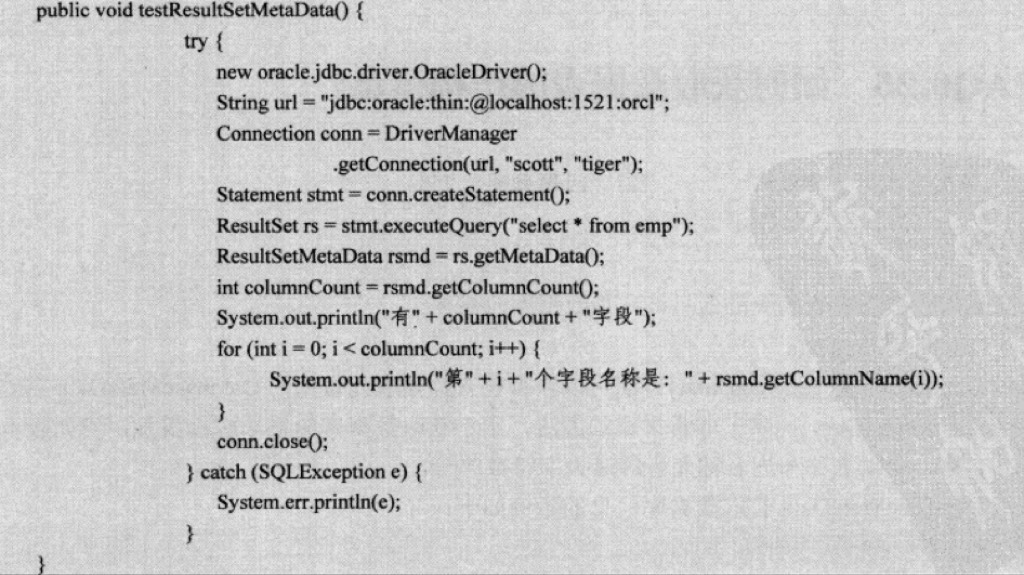 public void testResultSetMetaData() {
try {
new oracle.jdbc.driver.OracleDriver();
String url = "jdbc:oracle:thin:@localhost:1521:orcl";
Connection conn = DriverManager
.getConnection(url, "scott", "tiger");
Statement stmt = conn.createStatement();
ResultSet rs = stmt.executeQuery("select * from emp");
ResultSetMetaData rsmd = rs.getMetaData();
int columnCount = rsmd.getColumnCount();
System.out.println("有" + columnCount + "字段");
for (int i = 0; i < columnCount; i++) {
System.out.println("第" + i + "个字段名称是：" + rsmd.getColumnName(i));
}
conn.close();
} catch (SQLException e) {
System.err.println(e);
}
}